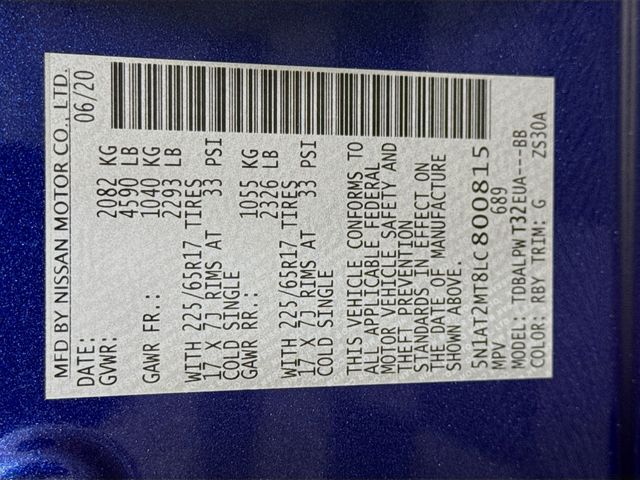 MFD BY NISSAN MOTOR CO., LTD.
DATE: 06/20
GVWR: 2082 KG
4590 LB
GAWR FR.: 1040 KG
2293 LB
WITH 225/65R17 TIRES
17 X 7J RIMS AT 33 PSI
COLD SINGLE
GAWR RR.: 1055 KG
2326 LB
WITH 225/65R17 TIRES
17 X 7J RIMS AT 33 PSI
COLD SINGLE
THIS VEHICLE CONFORMS TO
ALL APPLICABLE FEDERAL
MOTOR VEHICLE SAFETY AND
THEFT PREVENTION
STANDARDS IN EFFECT ON
THE DATE OF MANUFACTURE
SHOWN ABOVE.
5N1AT2MT8LC800815
MPV 689
MODEL: TDBALPWT32EUA---BB
COLOR: RBY TRIM: G ZS30A